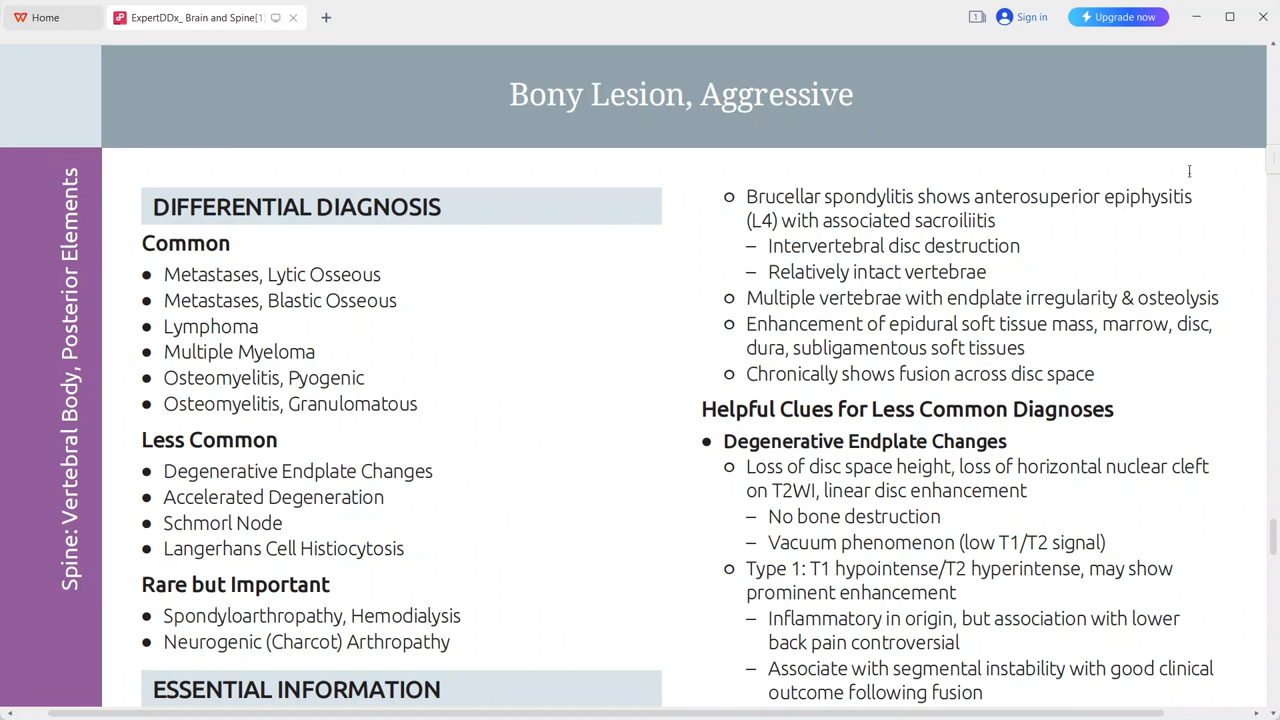 Home
ExpertDDx_ Brain and Spine[1]
1
Sign in
Upgrade now
Bony Lesion, Aggressive
Spine: Vertebral Body, Posterior Elements
DIFFERENTIAL DIAGNOSIS
Common
● Metastases, Lytic Osseous
● Metastases, Blastic Osseous
● Lymphoma
● Multiple Myeloma
● Osteomyelitis, Pyogenic
● Osteomyelitis, Granulomatous
Less Common
● Degenerative Endplate Changes
● Accelerated Degeneration
● Schmorl Node
● Langerhans Cell Histiocytosis
Rare but Important
● Spondyloarthropathy, Hemodialysis
● Neurogenic (Charcot) Arthropathy
ESSENTIAL INFORMATION
○ Brucellar spondylitis shows anterosuperior epiphysitis
(L4) with associated sacroiliitis
– Intervertebral disc destruction
– Relatively intact vertebrae
○ Multiple vertebrae with endplate irregularity & osteolysis
○ Enhancement of epidural soft tissue mass, marrow, disc,
dura, subligamentous soft tissues
○ Chronically shows fusion across disc space
Helpful Clues for Less Common Diagnoses
● Degenerative Endplate Changes
○ Loss of disc space height, loss of horizontal nuclear cleft
on T2WI, linear disc enhancement
– No bone destruction
– Vacuum phenomenon (low T1/T2 signal)
○ Type 1: T1 hypointense/T2 hyperintense, may show
prominent enhancement
– Inflammatory in origin, but association with lower
back pain controversial
– Associate with segmental instability with good clinical
outcome following fusion